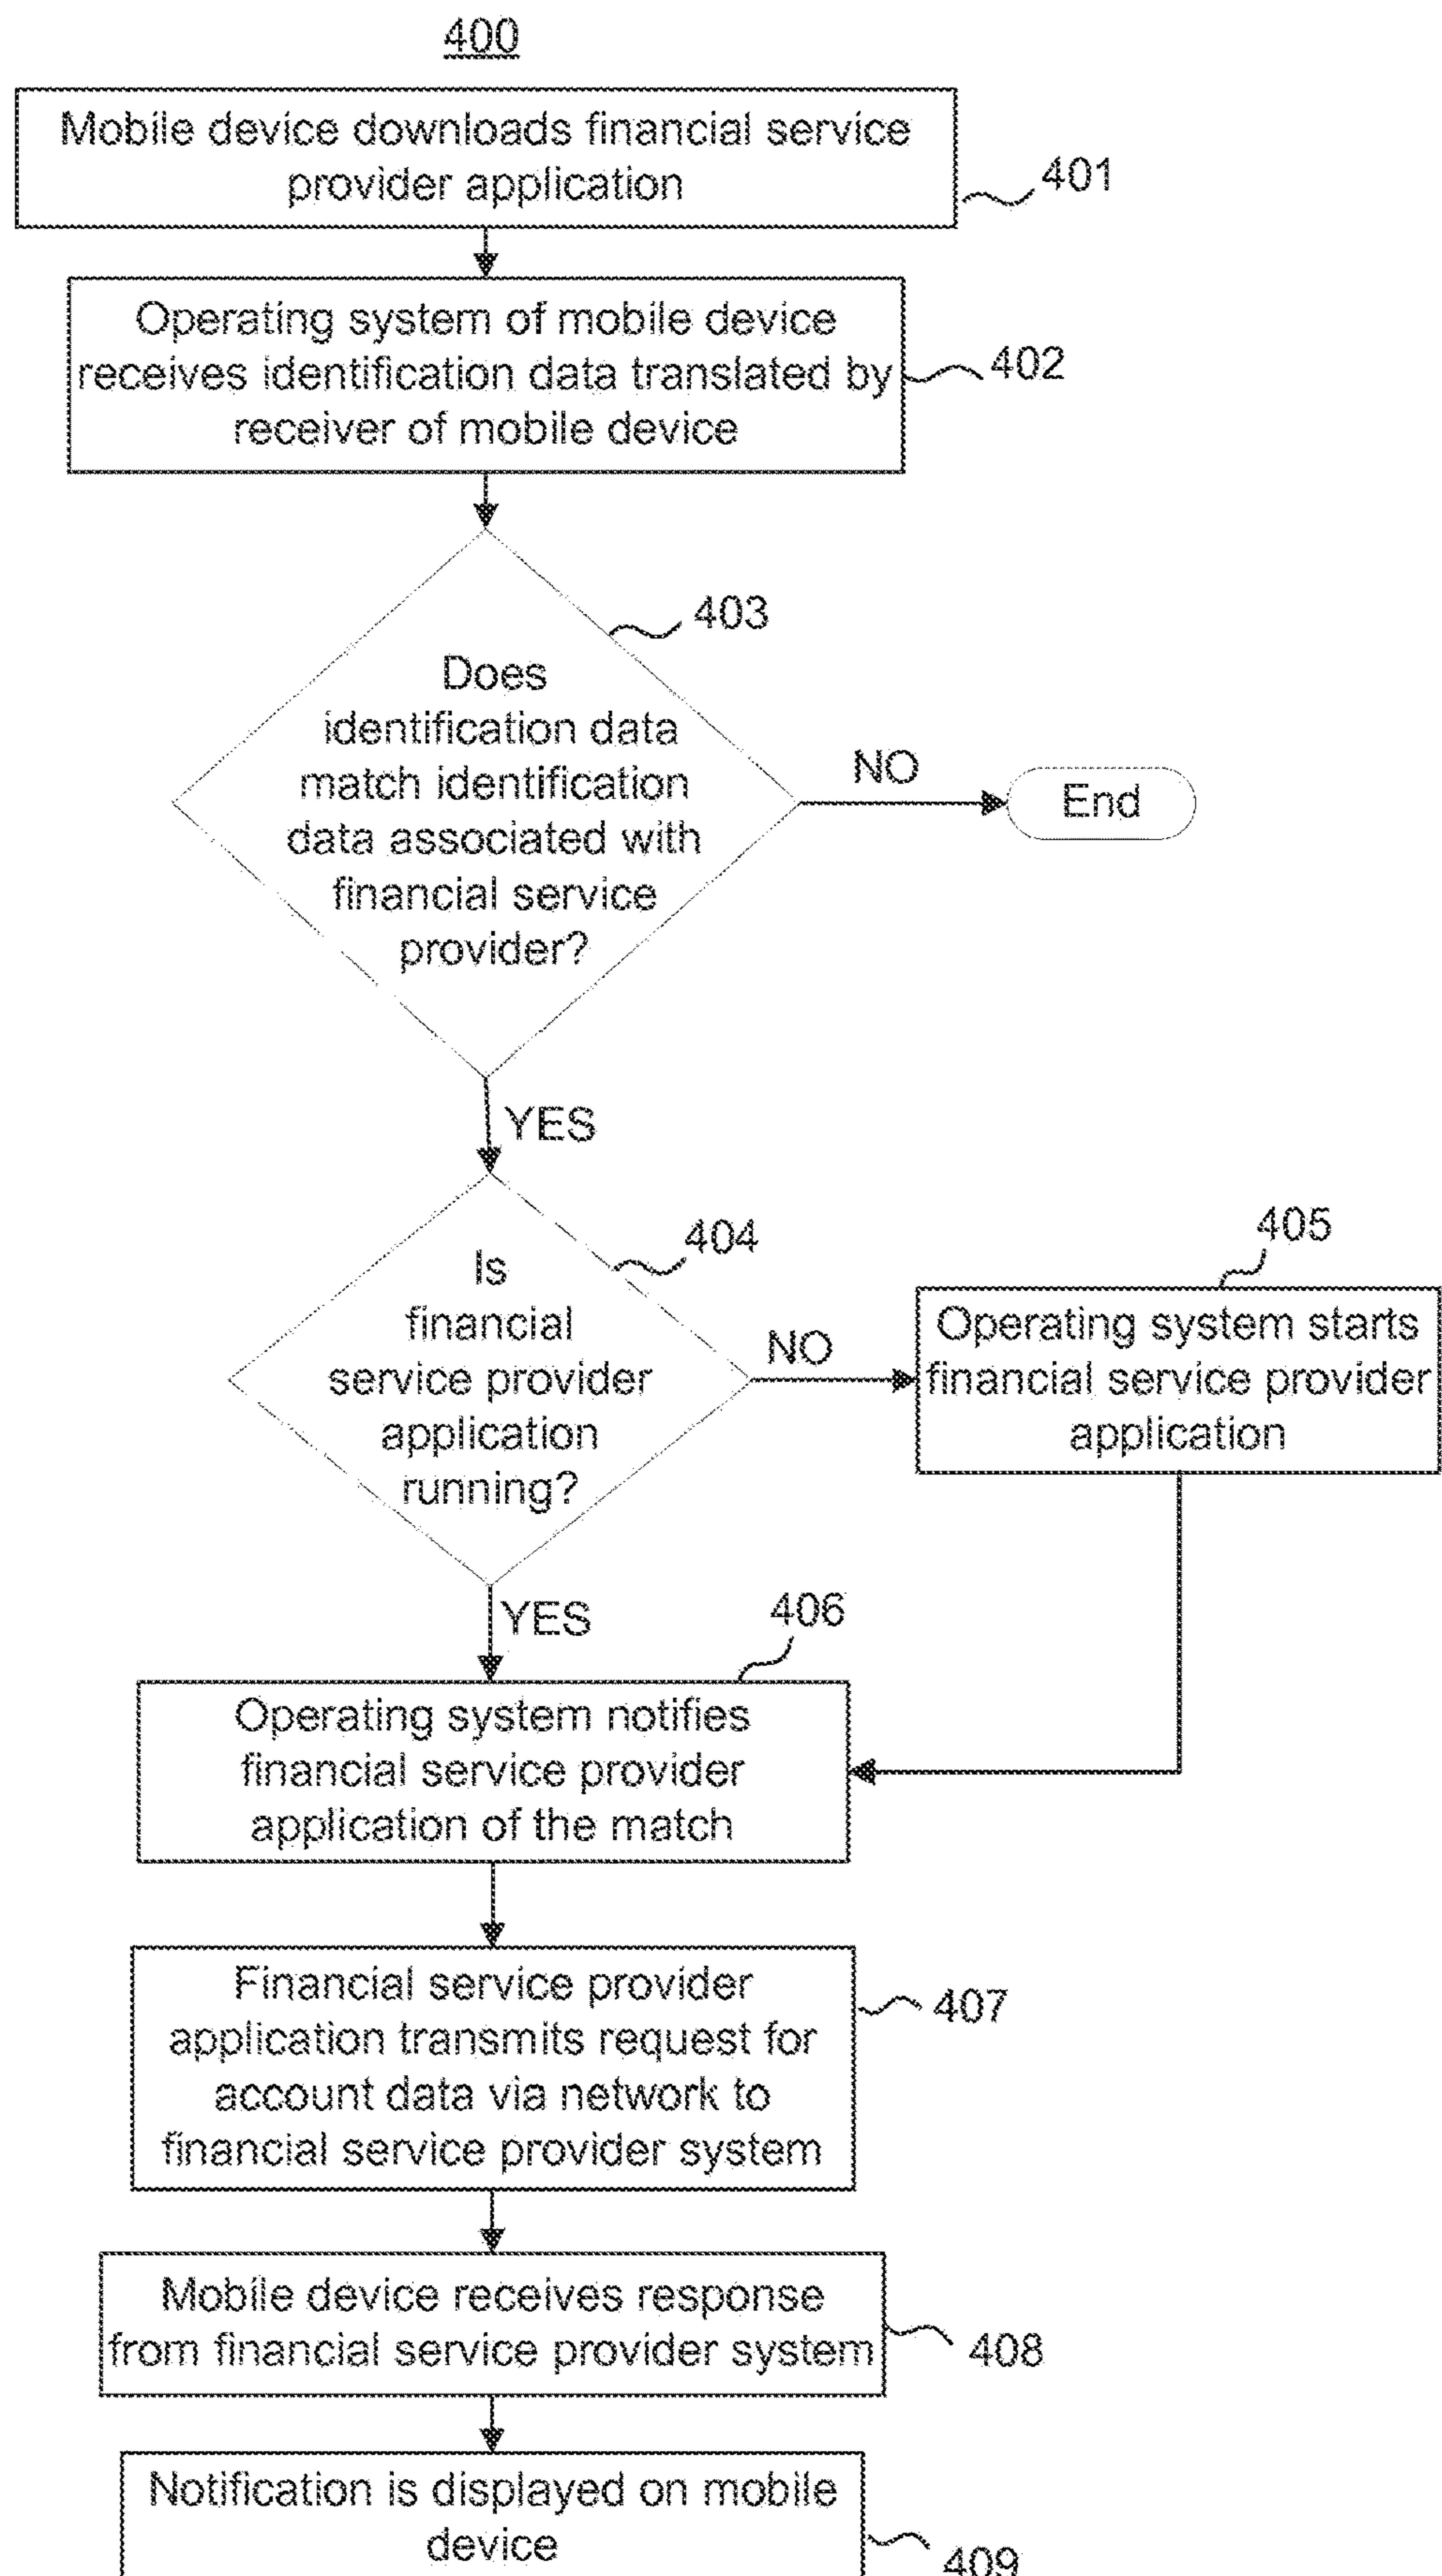 400
Mobile device downloads financial service
provider application
401
Operating system of mobile device
receives identification data translated by
receiver of mobile device
402
403
Does
identification data
match identification
data associated with
financial service
provider?
NO
End
YES
404
Is
financial
service provider
application
running?
NO
405
Operating system starts
financial service provider
application
YES
406
Operating system notifies
financial service provider
application of the match
Financial service provider
application transmits request for
account data via network to
financial service provider system
407
Mobile device receives response
from financial service provider system
408
Notification is displayed on mobile
device
409